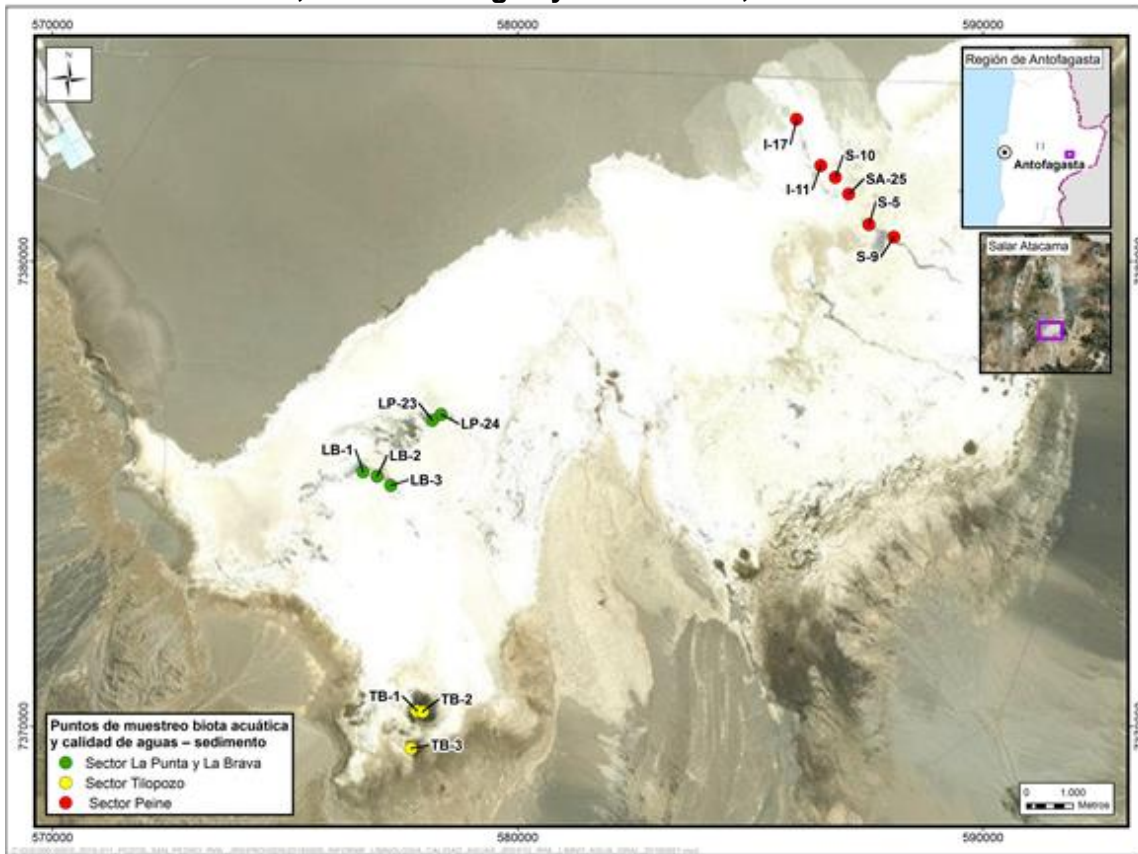 570000
580000
590000
N
Región de Antofagasta
II
Antofagasta
Salar Atacama
I-17
S-10
I-11
SA-25
S-5
S-9
7380000
LP-23
LP-24
LB-1
LB-2
LB-3
TB-1
TB-2
TB-3
7370000
Puntos de muestreo biota acuática
y calidad de aguas – sedimento
Sector La Punta y La Brava
Sector Tilopozo
Sector Peine
0 1.000
Metros
570000
580000
590000